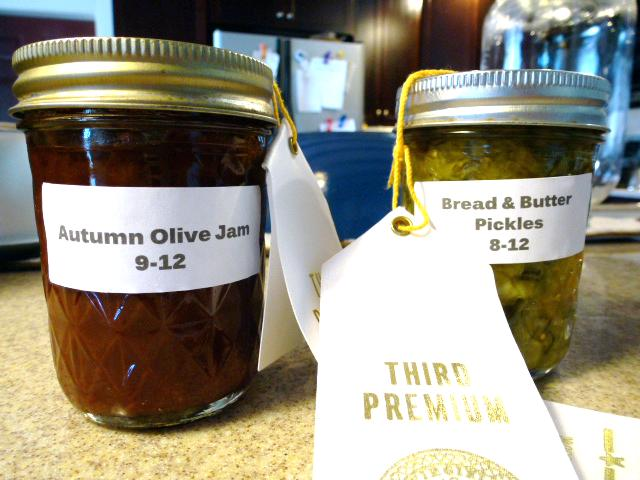 Autumn Olive Jam
9-12
Bread & Butter
Pickles
8-12
THIRD
PREMIUM